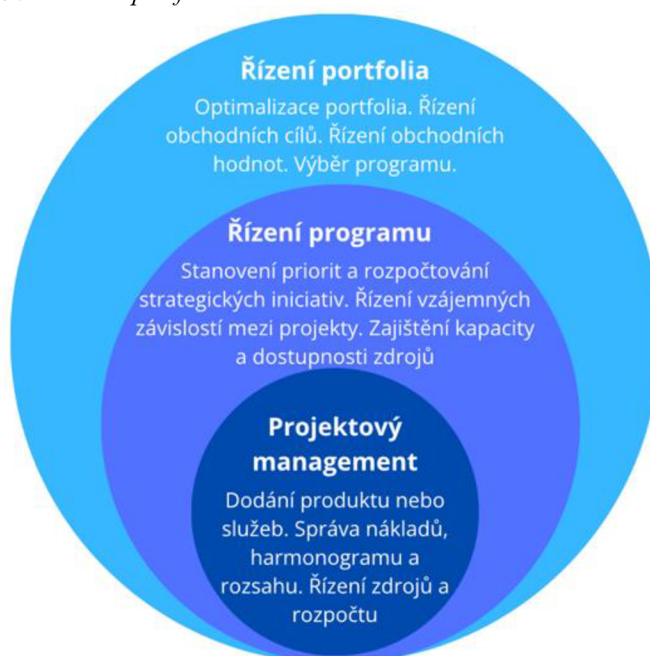 Řízení portfolia
Optimalizace portfolia. Řízení
obchodních cílů. Řízení obchodních
hodnot. Výběr programu.
Řízení programu
Stanovení priorit a rozpočtování
strategických iniciativ. Řízení vzájemných
závislostí mezi projekty. Zajištění kapacity
a dostupnosti zdrojů
Projektový
management
Dodání produktu nebo
služeb. Správa nákladů,
harmonogramu a
rozsahu. Řízení zdrojů a
rozpočtu